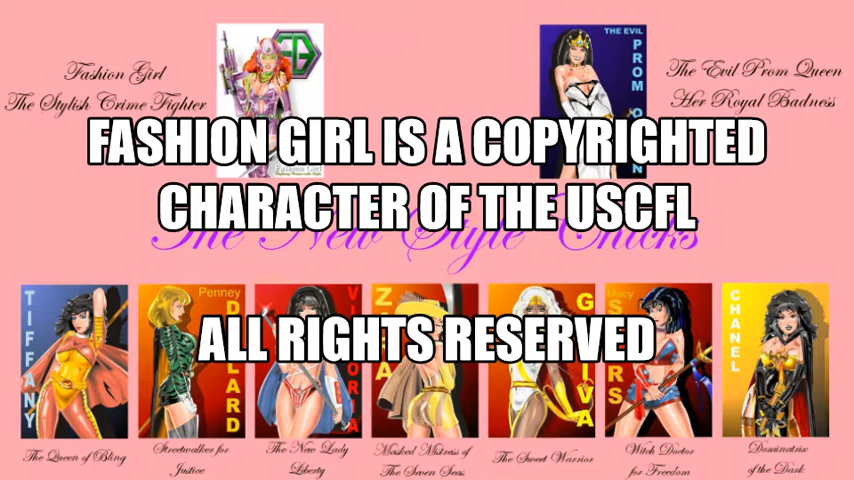 Fashion Girl
The Stylish Crime Fighter
FG
Fashion Girl
THE EVIL
PROM
The Evil Prom Queen
Her Royal Badness
FASHION GIRL IS A COPYRIGHTED
CHARACTER OF THE USCFL
The New Style Chicks
ALL RIGHTS RESERVED
TIFFANY
The Queen of Bling
Penney
DOLLARD
Streetwalker for
Justice
VICTORIA
The New Lady
Liberty
Masked Mistress of
The Seven Seas
The Sweet Warrior
Macy
Witch Doctor
for Freedom
CHANEL
Dominatrix
of the Dark